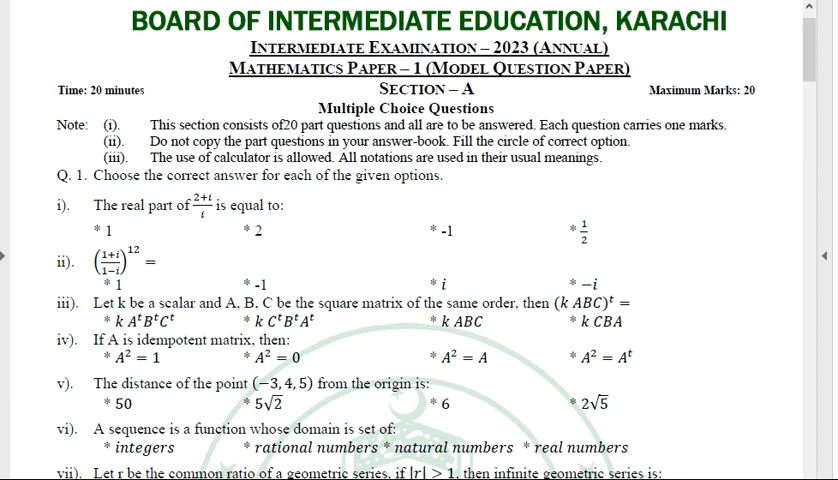 BOARD OF INTERMEDIATE EDUCATION, KARACHI
INTERMEDIATE EXAMINATION – 2023 (ANNUAL)
MATHEMATICS PAPER – 1 (MODEL QUESTION PAPER)
Time: 20 minutes SECTION – A Maximum Marks: 20
Multiple Choice Questions
Note: (i). This section consists of20 part questions and all are to be answered. Each question carries one marks.
(ii). Do not copy the part questions in your answer-book. Fill the circle of correct option.
(iii). The use of calculator is allowed. All notations are used in their usual meanings.
Q. 1. Choose the correct answer for each of the given options.
i). The real part of (2+i)/i is equal to:
* 1 * 2 * -1 * 1/2
ii). ((1+i)/(1−i))^12 =
* 1 * -1 * i * −i
iii). Let k be a scalar and A, B, C be the square matrix of the same order, then (k ABC)ᵗ =
* k AᵗBᵗCᵗ * k CᵗBᵗAᵗ * k ABC * k CBA
iv). If A is idempotent matrix, then:
* A² = 1 * A² = 0 * A² = A * A² = Aᵗ
v). The distance of the point (−3, 4, 5) from the origin is:
* 50 * 5√2 * 6 * 2√5
vi). A sequence is a function whose domain is set of:
* integers * rational numbers * natural numbers * real numbers
vii). Let r be the common ratio of a geometric series, if |r| > 1, then infinite geometric series is: